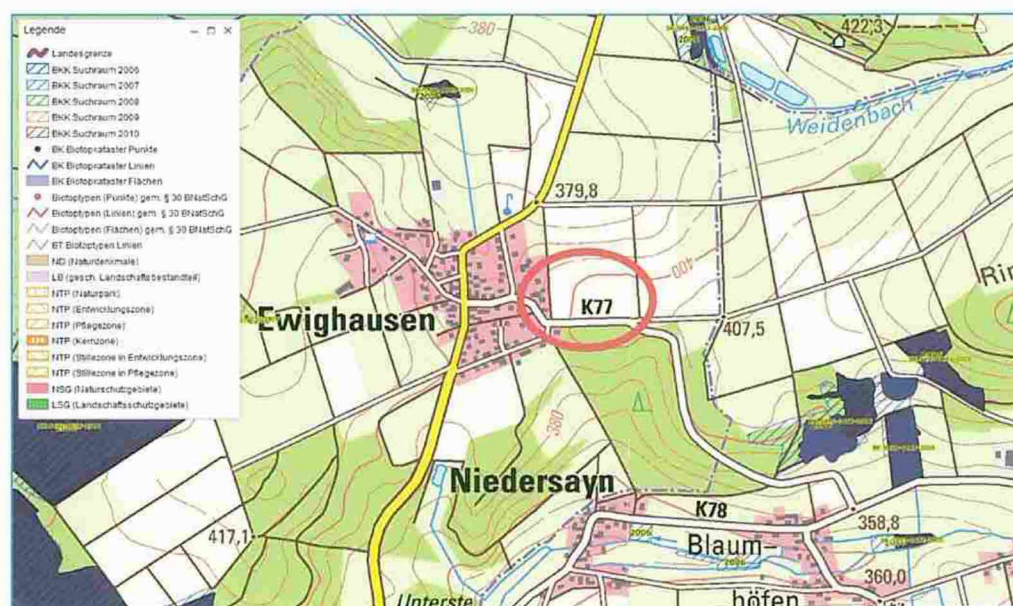 Legende
Landesgrenze
BKK Suchraum 2006
BKK Suchraum 2007
BKK Suchraum 2008
BKK Suchraum 2009
BKK Suchraum 2010
BK Biotopkataster Punkte
BK Biotopkataster Linien
BK Biotopkataster Flächen
Biotoptypen (Punkte) gem. § 30 BNatSchG
Biotoptypen (Linien) gem. § 30 BNatSchG
Biotoptypen (Flächen) gem. § 30 BNatSchG
BT Biotoptypen Linien
ND (Naturdenkmale)
LB (gesch. Landschaftsbestandteil)
NTP (Naturpark)
NTP (Entwicklungszone)
NTP (Pflegezone)
NTP (Kernzone)
NTP (Stillezone in Entwicklungszone)
NTP (Stillezone in Pflegezone)
NSG (Naturschutzgebiete)
LSG (Landschaftsschutzgebiete)
380
422,3
Weidenbach
379,8
400
Rin
Ewighausen
K77
407,5
380
Niedersayn
K78
417,1
2006
Blaum-
358,8
2006
360,0
Unterste
höfen